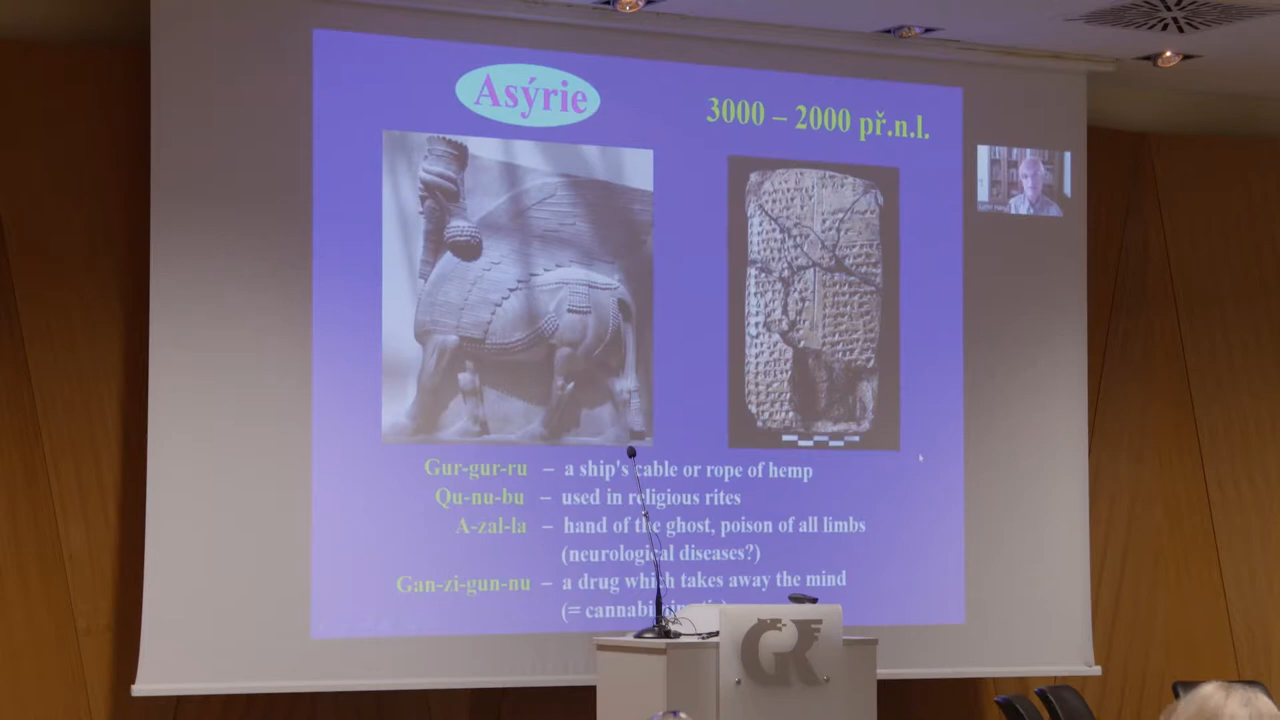 Asýrie
3000 – 2000 př.n.l.
Gur-gur-ru – a ship's cable or rope of hemp
Qu-nu-bu – used in religious rites
A-zal-la – hand of the ghost, poison of all limbs
(neurological diseases?)
Gan-zi-gun-nu – a drug which takes away the mind
GR